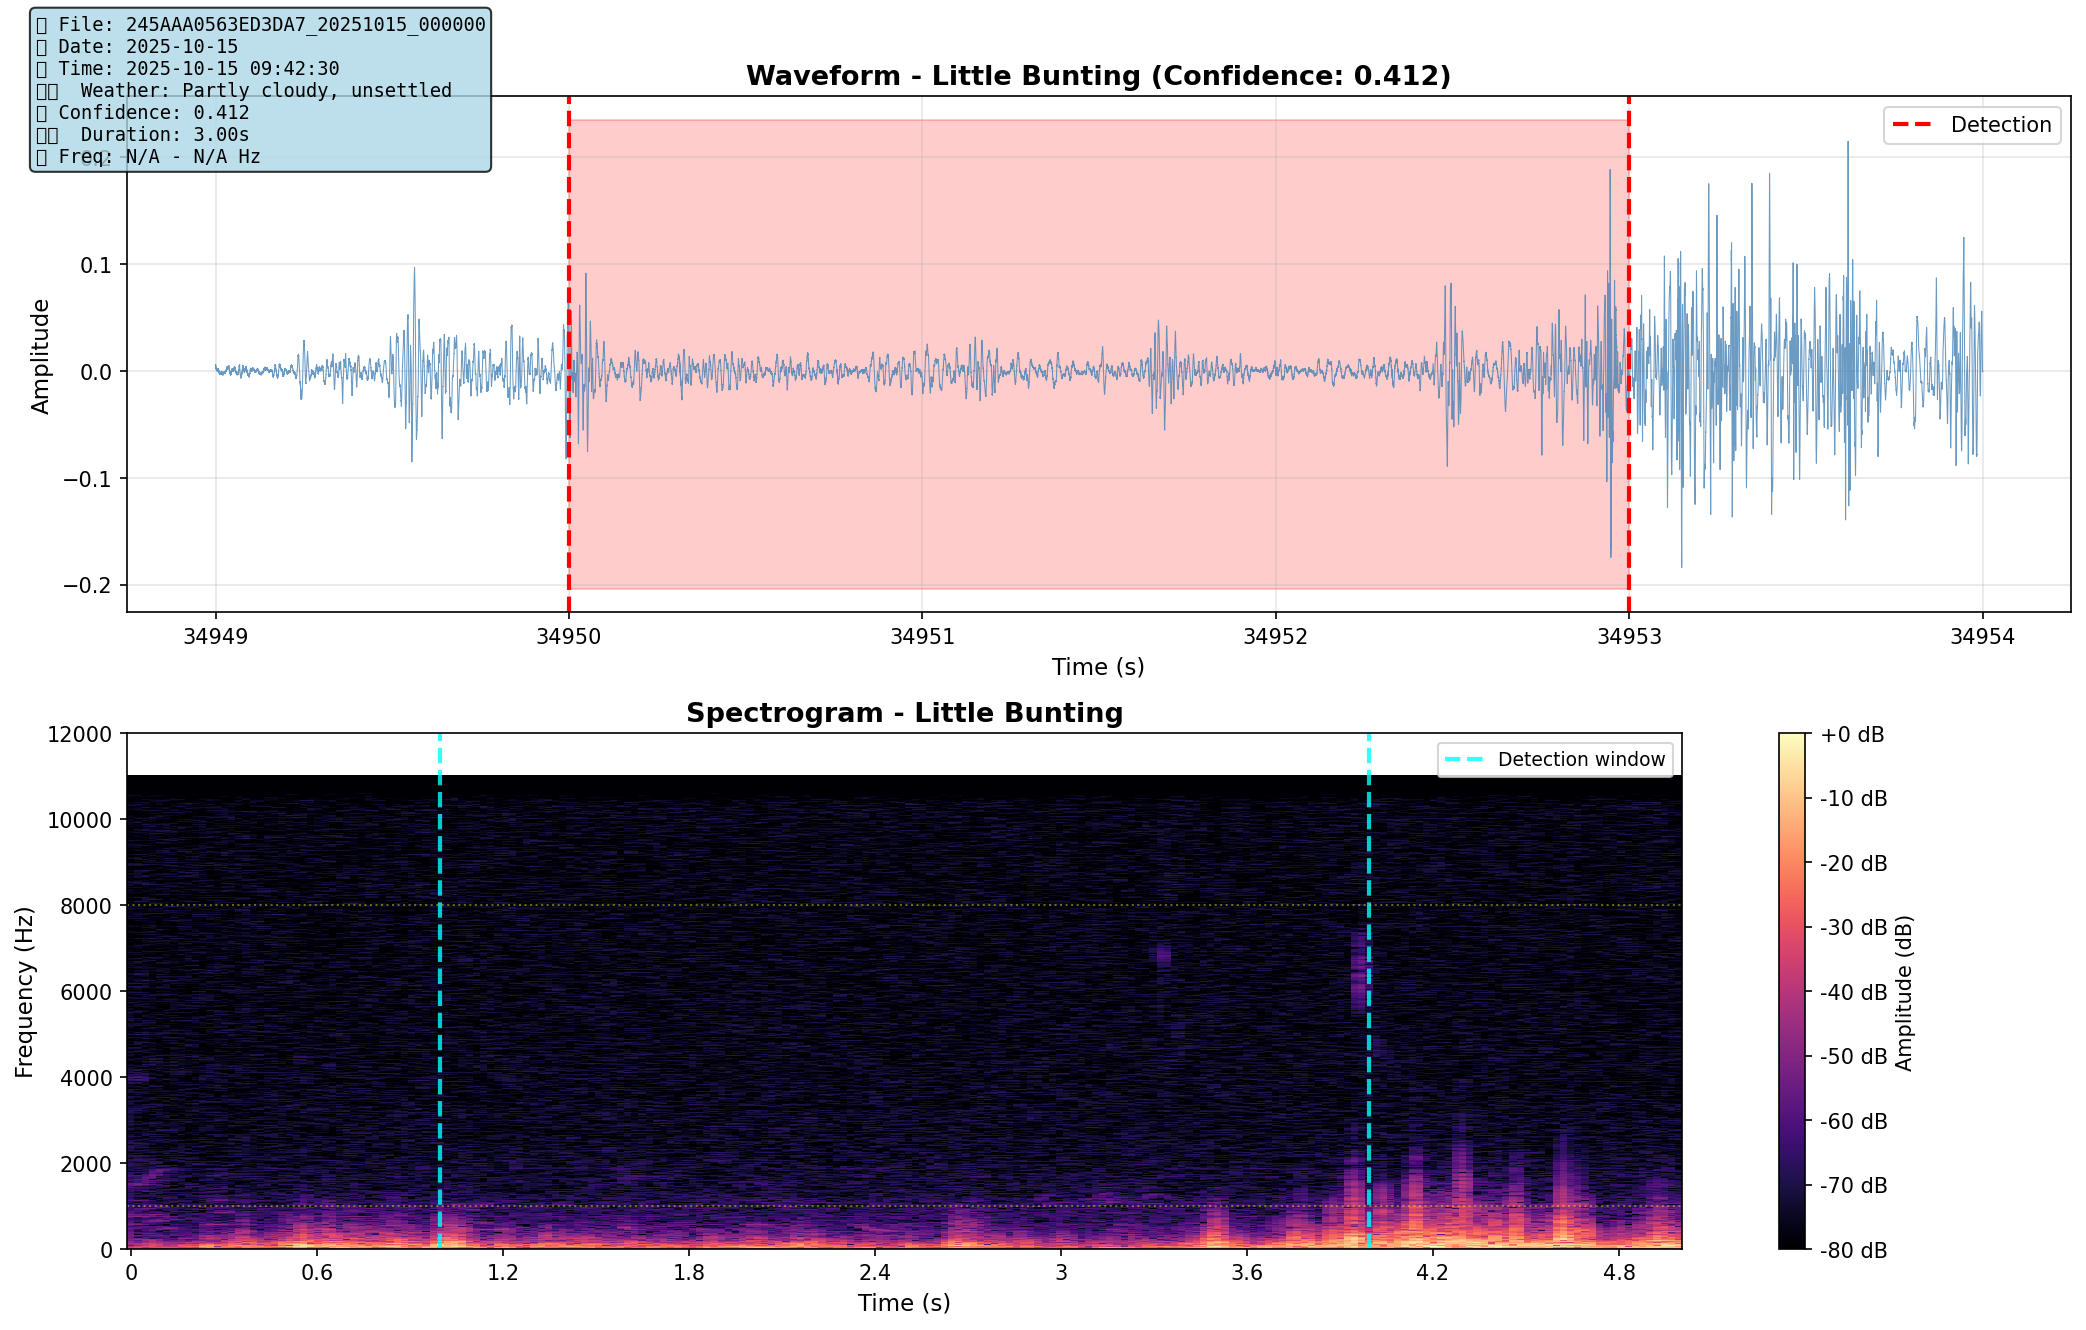 File: 245AAA0563ED3DA7_20251015_000000
Date: 2025-10-15
Time: 2025-10-15 09:42:30
Weather: Partly cloudy, unsettled
Confidence: 0.412
Duration: 3.00s
Freq: N/A - N/A Hz
Waveform - Little Bunting (Confidence: 0.412)
Detection
Amplitude
0.2
0.1
0.0
−0.1
−0.2
34949
34950
34951
34952
34953
34954
Time (s)
Spectrogram - Little Bunting
Detection window
Frequency (Hz)
12000
10000
8000
6000
4000
2000
0
0
0.6
1.2
1.8
2.4
3
3.6
4.2
4.8
Time (s)
+0 dB
-10 dB
-20 dB
-30 dB
-40 dB
-50 dB
-60 dB
-70 dB
-80 dB
Amplitude (dB)